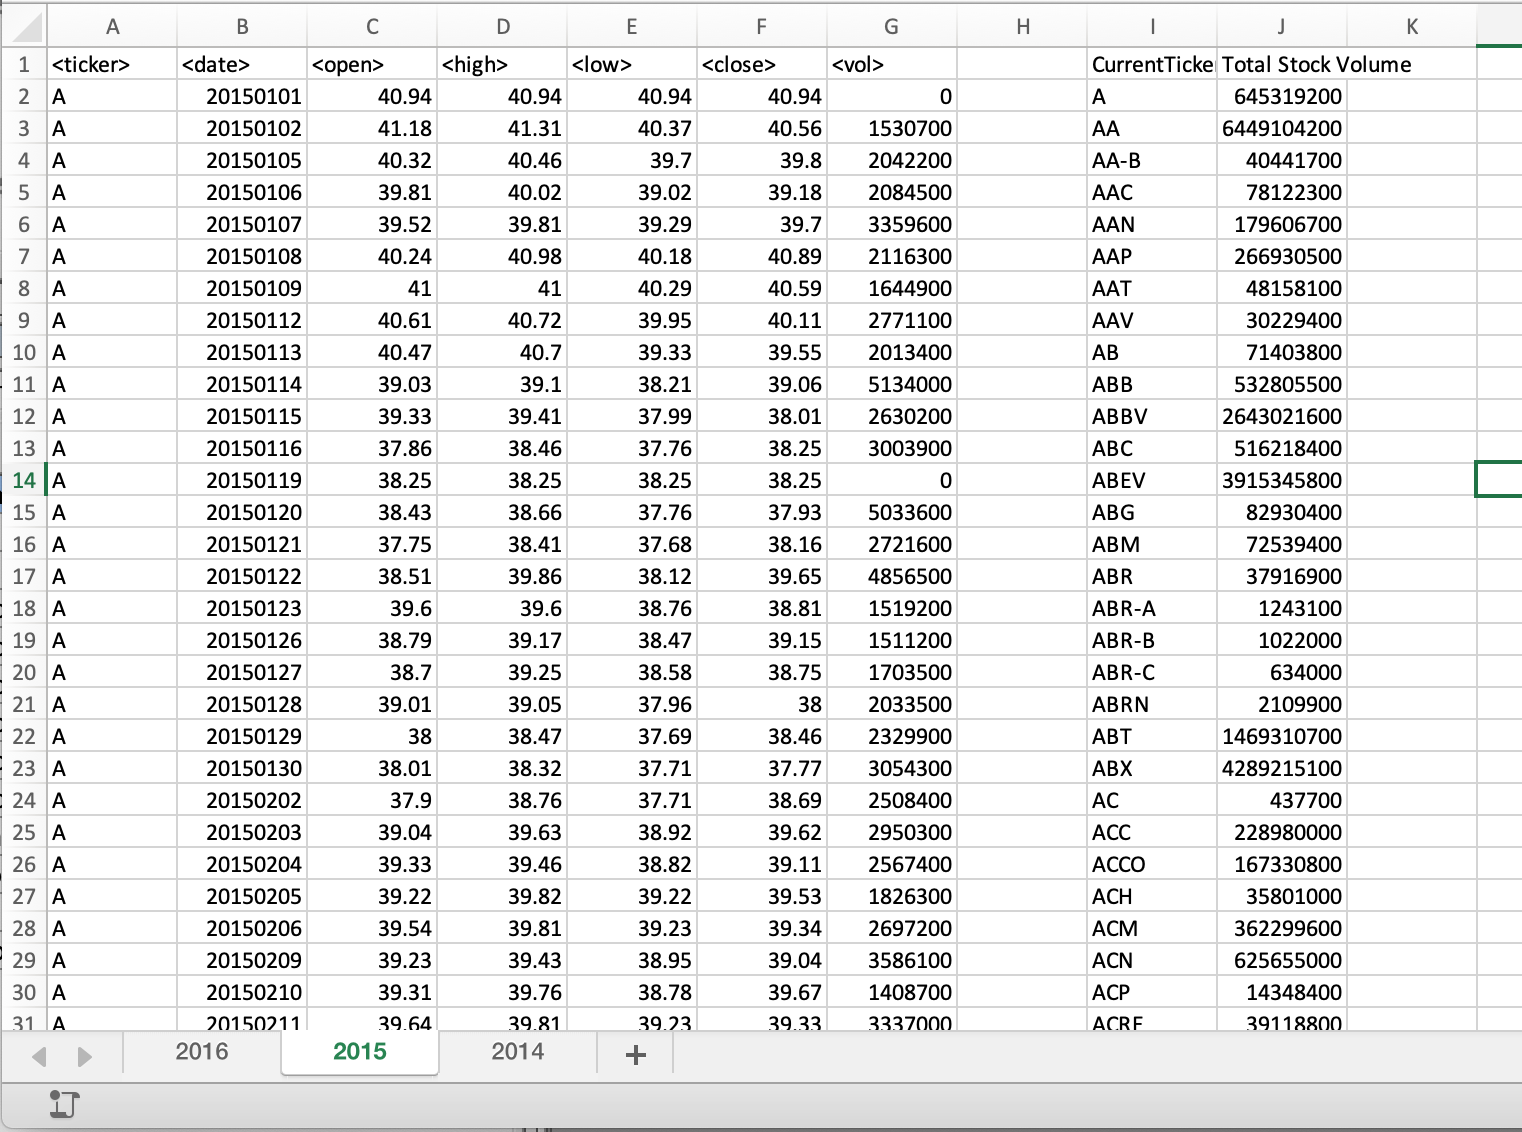 A B C D E F G H I J K
1 <ticker> <date> <open> <high> <low> <close> <vol> CurrentTicke Total Stock Volume
2 A 20150101 40.94 40.94 40.94 40.94 0 A 645319200
3 A 20150102 41.18 41.31 40.37 40.56 1530700 AA 6449104200
4 A 20150105 40.32 40.46 39.7 39.8 2042200 AA-B 40441700
5 A 20150106 39.81 40.02 39.02 39.18 2084500 AAC 78122300
6 A 20150107 39.52 39.81 39.29 39.7 3359600 AAN 179606700
7 A 20150108 40.24 40.98 40.18 40.89 2116300 AAP 266930500
8 A 20150109 41 41 40.29 40.59 1644900 AAT 48158100
9 A 20150112 40.61 40.72 39.95 40.11 2771100 AAV 30229400
10 A 20150113 40.47 40.7 39.33 39.55 2013400 AB 71403800
11 A 20150114 39.03 39.1 38.21 39.06 5134000 ABB 532805500
12 A 20150115 39.33 39.41 37.99 38.01 2630200 ABBV 2643021600
13 A 20150116 37.86 38.46 37.76 38.25 3003900 ABC 516218400
14 A 20150119 38.25 38.25 38.25 38.25 0 ABEV 3915345800
15 A 20150120 38.43 38.66 37.76 37.93 5033600 ABG 82930400
16 A 20150121 37.75 38.41 37.68 38.16 2721600 ABM 72539400
17 A 20150122 38.51 39.86 38.12 39.65 4856500 ABR 37916900
18 A 20150123 39.6 39.6 38.76 38.81 1519200 ABR-A 1243100
19 A 20150126 38.79 39.17 38.47 39.15 1511200 ABR-B 1022000
20 A 20150127 38.7 39.25 38.58 38.75 1703500 ABR-C 634000
21 A 20150128 39.01 39.05 37.96 38 2033500 ABRN 2109900
22 A 20150129 38 38.47 37.69 38.46 2329900 ABT 1469310700
23 A 20150130 38.01 38.32 37.71 37.77 3054300 ABX 4289215100
24 A 20150202 37.9 38.76 37.71 38.69 2508400 AC 437700
25 A 20150203 39.04 39.63 38.92 39.62 2950300 ACC 228980000
26 A 20150204 39.33 39.46 38.82 39.11 2567400 ACCO 167330800
27 A 20150205 39.22 39.82 39.22 39.53 1826300 ACH 35801000
28 A 20150206 39.54 39.81 39.23 39.34 2697200 ACM 362299600
29 A 20150209 39.23 39.43 38.95 39.04 3586100 ACN 625655000
30 A 20150210 39.31 39.76 38.78 39.67 1408700 ACP 14348400
31 A 20150211 39.64 39.81 39.23 39.33 3337000 ACRE 39118800
2016 2015 2014 +